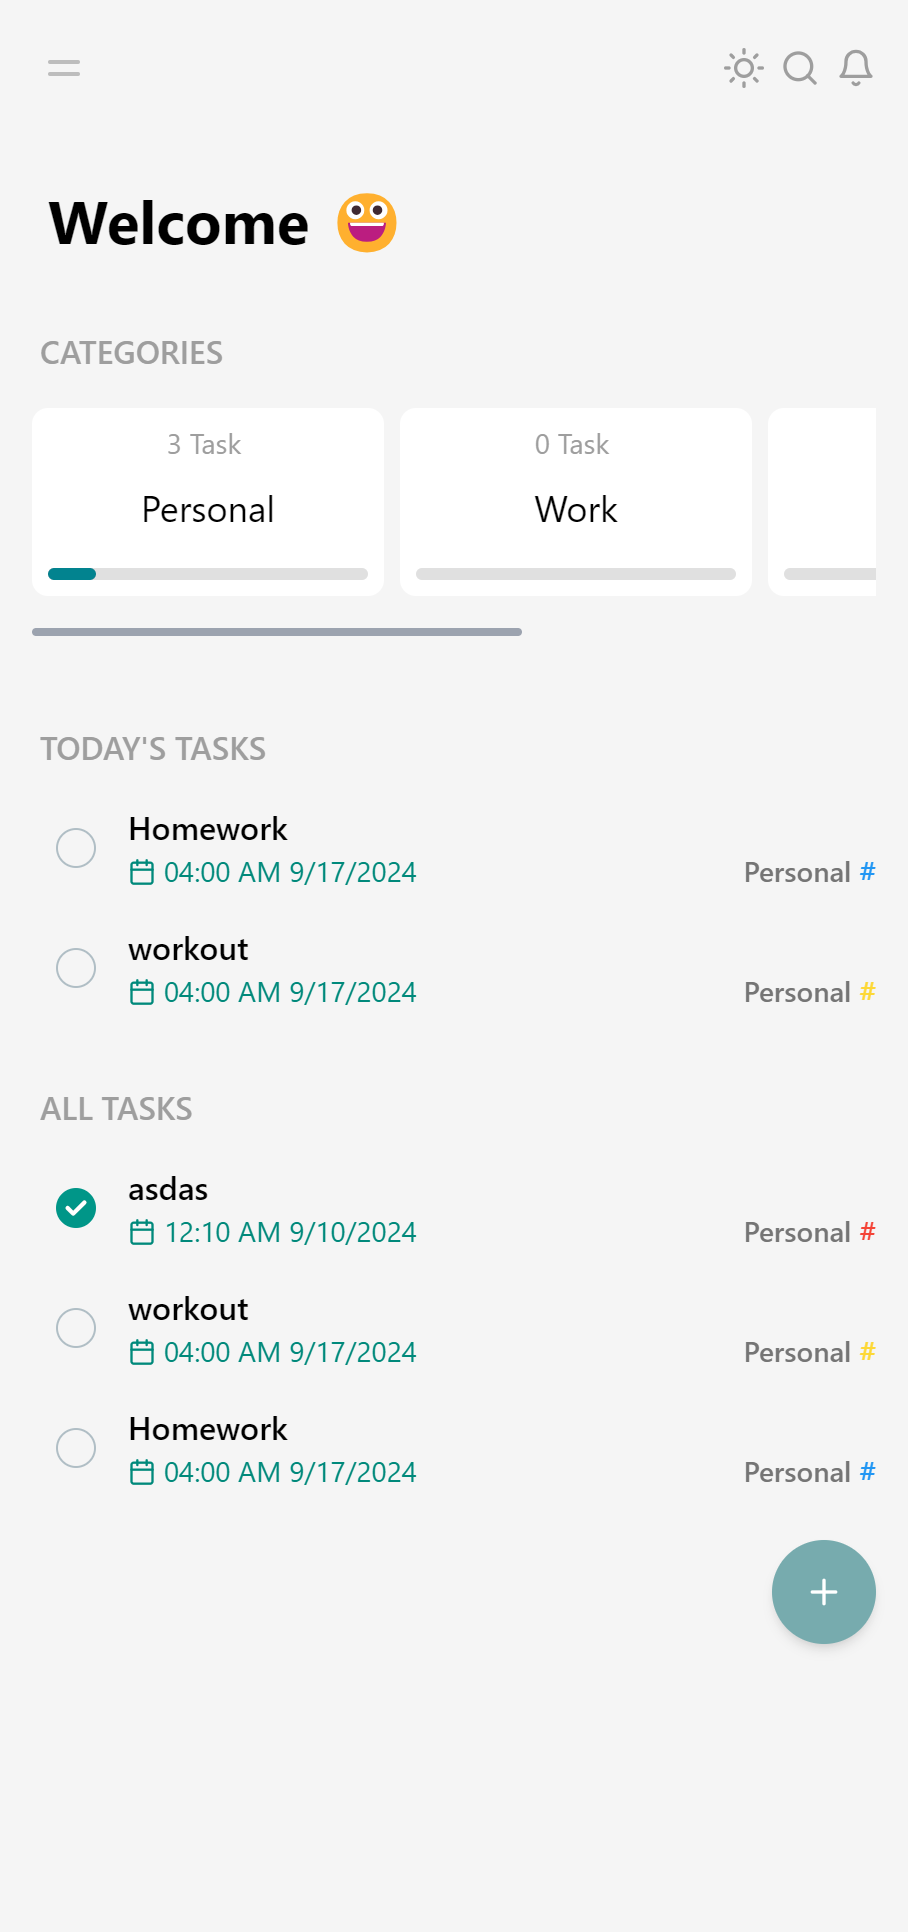 Welcome
CATEGORIES
3 Task
Personal
0 Task
Work
TODAY'S TASKS
Homework
04:00 AM 9/17/2024
Personal #
workout
04:00 AM 9/17/2024
Personal #
ALL TASKS
asdas
12:10 AM 9/10/2024
Personal #
workout
04:00 AM 9/17/2024
Personal #
Homework
04:00 AM 9/17/2024
Personal #